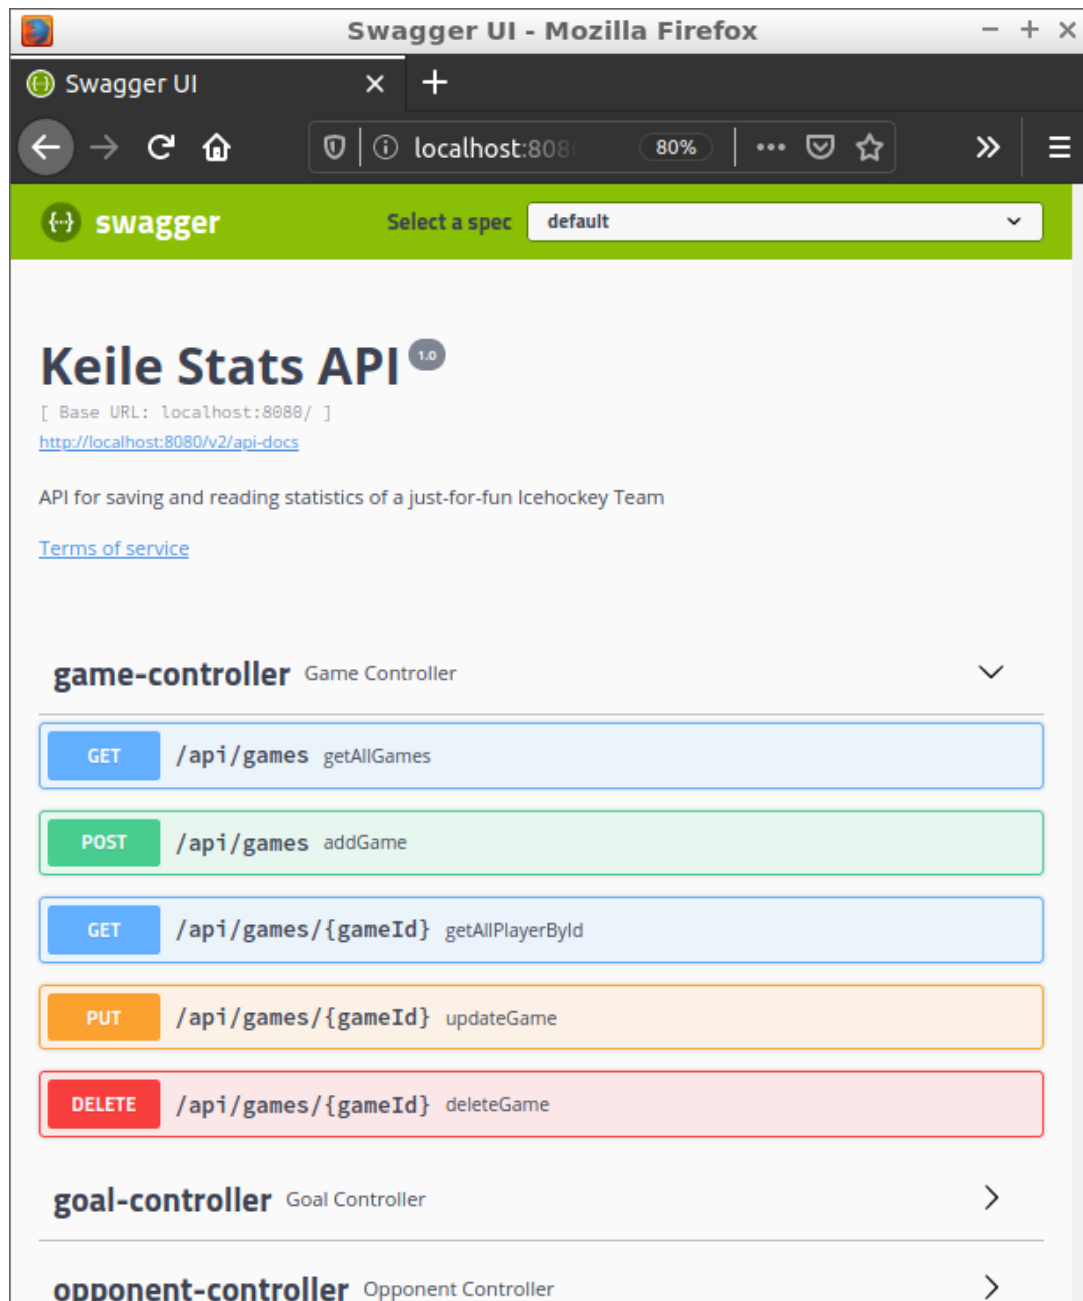 Swagger UI - Mozilla Firefox
Swagger UI
localhost:808
80%
swagger
Select a spec
default
Keile Stats API 1.0
[ Base URL: localhost:8080/ ]
http://localhost:8080/v2/api-docs
API for saving and reading statistics of a just-for-fun Icehockey Team
Terms of service
game-controller Game Controller
GET /api/games getAllGames
POST /api/games addGame
GET /api/games/{gameId} getAllPlayerById
PUT /api/games/{gameId} updateGame
DELETE /api/games/{gameId} deleteGame
goal-controller Goal Controller
opponent-controller Opponent Controller